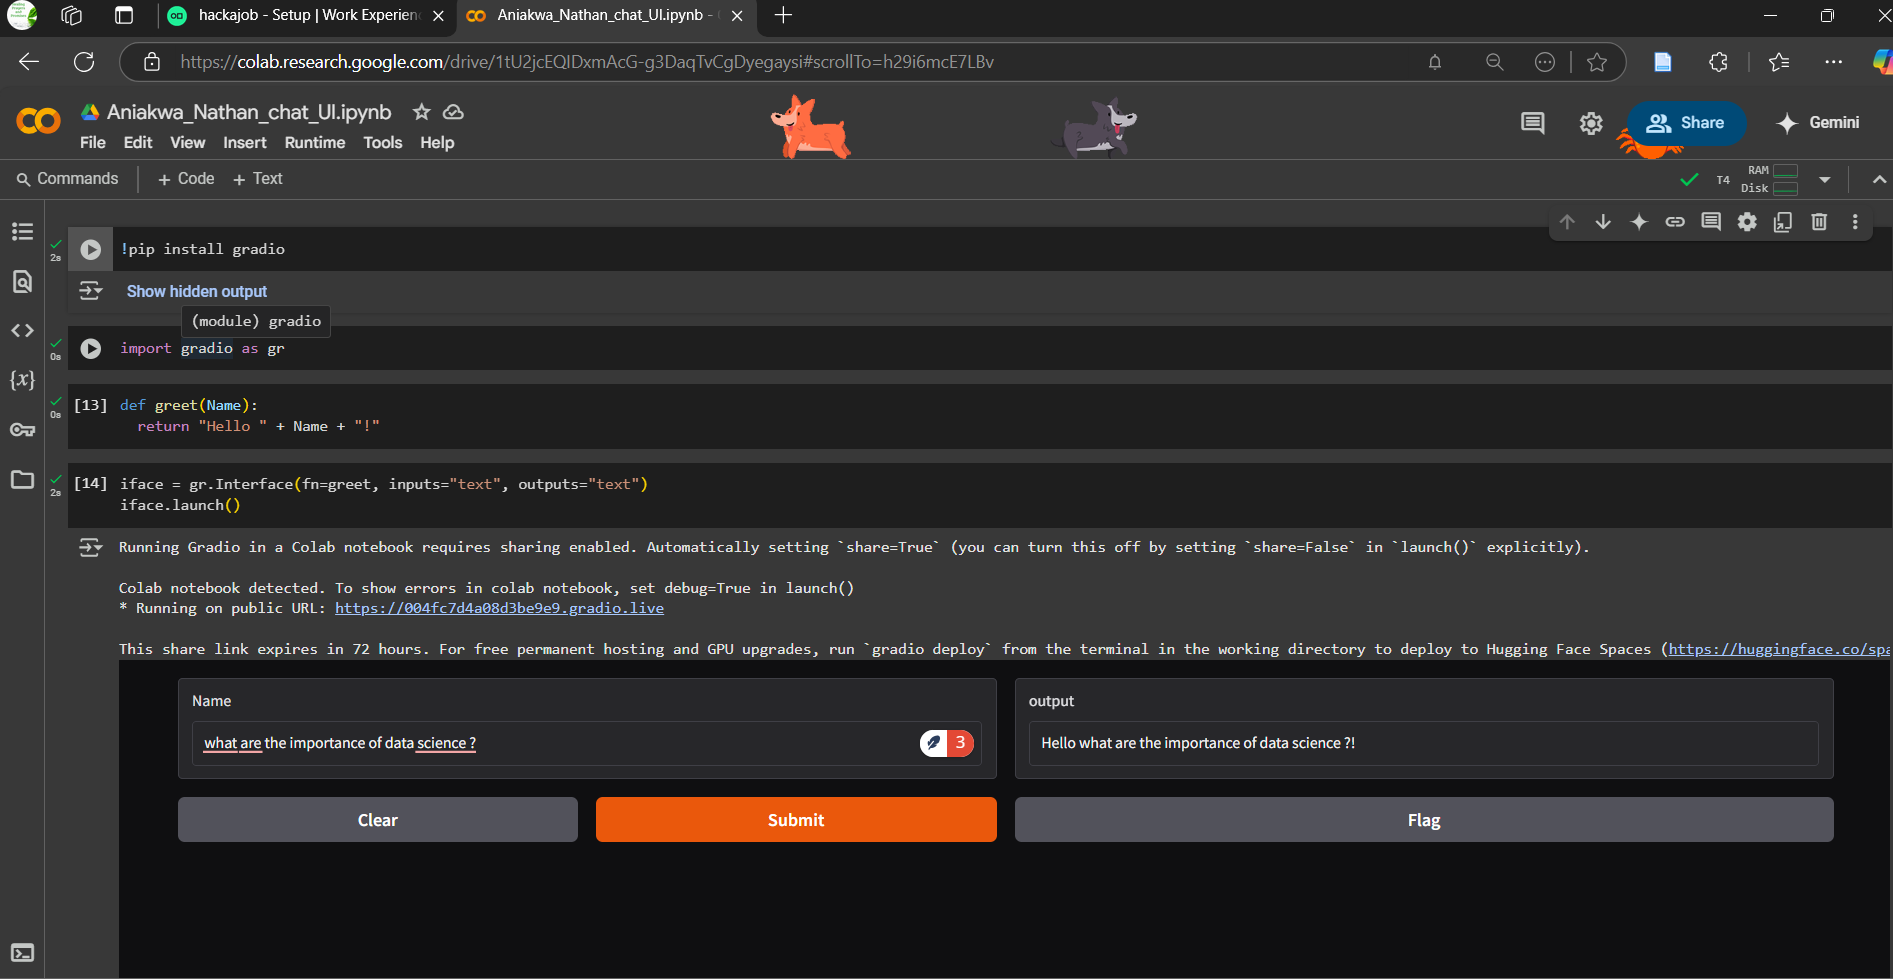 hackajob - Setup | Work Experien
Aniakwa_Nathan_chat_UI.ipynb -
https://colab.research.google.com/drive/1tU2jcEQIDxmAcG-g3DaqTvCgDyegaysi#scrollTo=h29i6mcE7LBv
Aniakwa_Nathan_chat_UI.ipynb
Share
Gemini
File Edit View Insert Runtime Tools Help
Commands + Code + Text
T4
RAM
Disk
2s
!pip install gradio
Show hidden output
(module) gradio
0s
import gradio as gr
0s
[13] def greet(Name):
return "Hello " + Name + "!"
2s
[14] iface = gr.Interface(fn=greet, inputs="text", outputs="text")
iface.launch()
Running Gradio in a Colab notebook requires sharing enabled. Automatically setting `share=True` (you can turn this off by setting `share=False` in `launch()` explicitly).
Colab notebook detected. To show errors in colab notebook, set debug=True in launch()
* Running on public URL: https://004fc7d4a08d3be9e9.gradio.live
This share link expires in 72 hours. For free permanent hosting and GPU upgrades, run `gradio deploy` from the terminal in the working directory to deploy to Hugging Face Spaces (https://huggingface.co/spa
Name
what are the importance of data science ?
3
output
Hello what are the importance of data science ?!
Clear
Submit
Flag